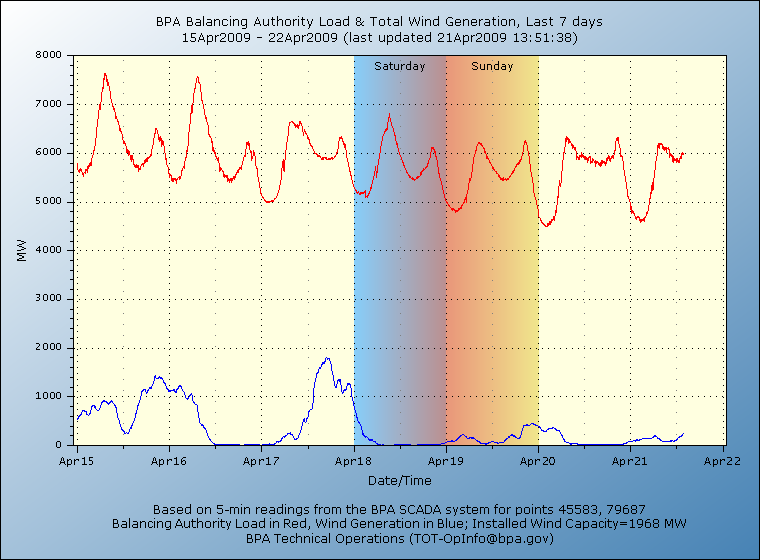 BPA Balancing Authority Load & Total Wind Generation, Last 7 days
15Apr2009 - 22Apr2009 (last updated 21Apr2009 13:51:38)
Saturday Sunday
8000
7000
6000
5000
4000
3000
2000
1000
0
MW
Apr15 Apr16 Apr17 Apr18 Apr19 Apr20 Apr21 Apr22
Date/Time
Based on 5-min readings from the BPA SCADA system for points 45583, 79687
Balancing Authority Load in Red, Wind Generation in Blue; Installed Wind Capacity=1968 MW
BPA Technical Operations (TOT-OpInfo@bpa.gov)